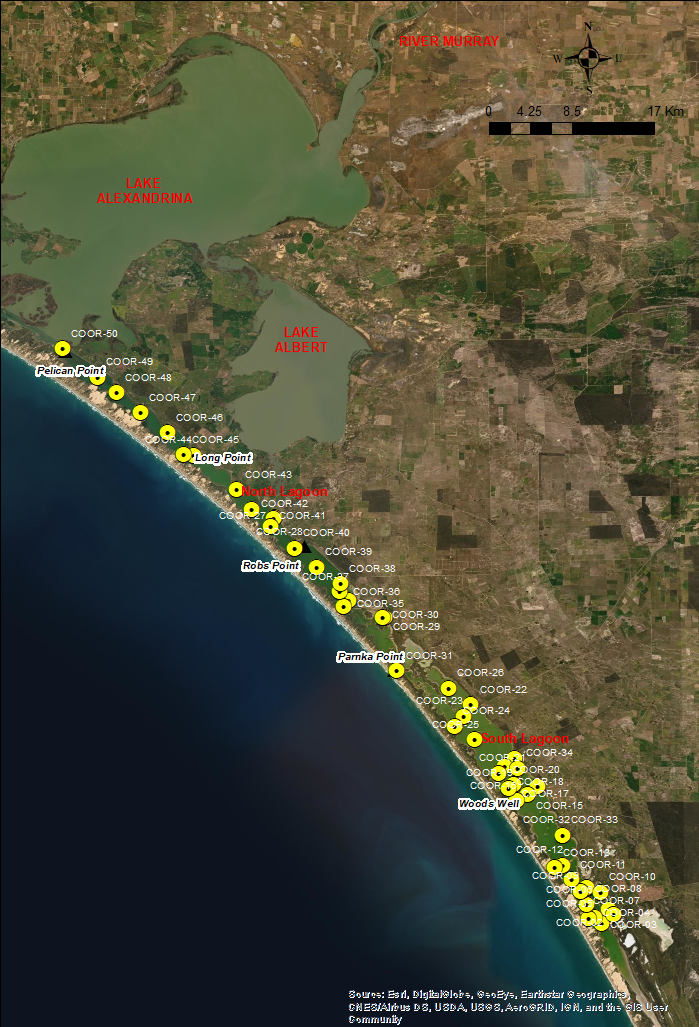 RIVER MURRAY
N
W
S
0 4.25 8.5 17 Km
LAKE
ALEXANDRINA
LAKE
ALBERT
COOR-50
COOR-49
Pelican Point
COOR-48
COOR-47
COOR-46
COOR-44 COOR-45
Long Point
COOR-43
North Lagoon
COOR-42
COOR-27 COOR-41
COOR-28 COOR-40
COOR-39
Robs Point
COOR-38
COOR-36
COOR-35
COOR-30
COOR-29
Parnka Point
COOR-31
COOR-26
COOR-22
COOR-23
COOR-24
COOR-25
South Lagoon
COOR-34
COOR-20
COOR-18
COOR-17
Woods Well
COOR-15
COOR-32 COOR-33
COOR-12
COOR-11
COOR-10
COOR-08
COOR-07
COOR-04
COOR-03
Source: Esri, DigitalGlobe, GeoEye, Earthstar Geographics,
CNES/Airbus DS, USDA, USGS, AeroGRID, IGN, and the GIS User
Community